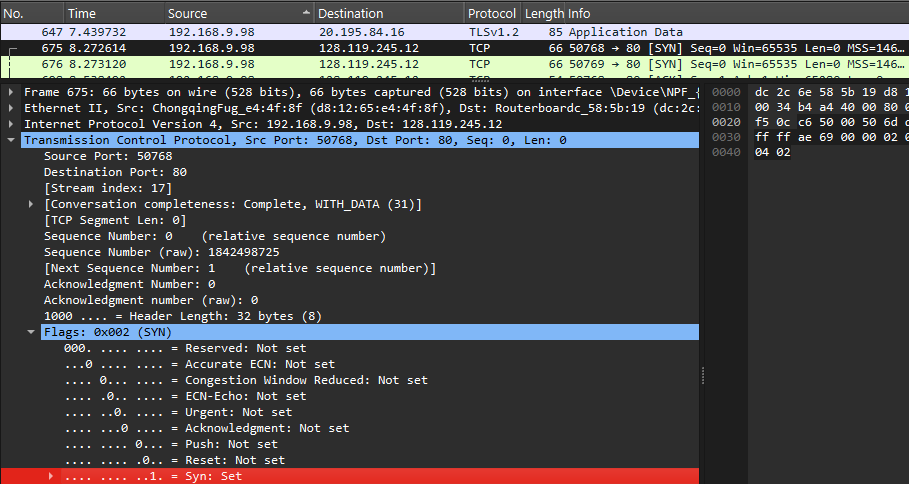 No. Time Source Destination Protocol Length Info
647 7.439732 192.168.9.98 20.195.84.16 TLSv1.2 85 Application Data
675 8.272614 192.168.9.98 128.119.245.12 TCP 66 50768 → 80 [SYN] Seq=0 Win=65535 Len=0 MSS=146…
676 8.273120 192.168.9.98 128.119.245.12 TCP 66 50769 → 80 [SYN] Seq=0 Win=65535 Len=0 MSS=146…
Frame 675: 66 bytes on wire (528 bits), 66 bytes captured (528 bits) on interface \Device\NPF_{
Ethernet II, Src: ChongqingFug_e4:4f:8f (d8:12:65:e4:4f:8f), Dst: Routerboardc_58:5b:19 (dc:2c:
Internet Protocol Version 4, Src: 192.168.9.98, Dst: 128.119.245.12
Transmission Control Protocol, Src Port: 50768, Dst Port: 80, Seq: 0, Len: 0
Source Port: 50768
Destination Port: 80
[Stream index: 17]
[Conversation completeness: Complete, WITH_DATA (31)]
[TCP Segment Len: 0]
Sequence Number: 0 (relative sequence number)
Sequence Number (raw): 1842498725
[Next Sequence Number: 1 (relative sequence number)]
Acknowledgment Number: 0
Acknowledgment number (raw): 0
1000 .... = Header Length: 32 bytes (8)
Flags: 0x002 (SYN)
000. .... .... = Reserved: Not set
...0 .... .... = Accurate ECN: Not set
.... 0... .... = Congestion Window Reduced: Not set
.... .0.. .... = ECN-Echo: Not set
.... ..0. .... = Urgent: Not set
.... ...0 .... = Acknowledgment: Not set
.... .... 0... = Push: Not set
.... .... .0.. = Reset: Not set
.... .... ..1. = Syn: Set
0000 dc 2c 6e 58 5b 19 d8 1
0010 00 34 b4 a4 40 00 80 0
0020 f5 0c c6 50 00 50 6d
0030 ff ff ae 69 00 00 02 0
0040 04 02